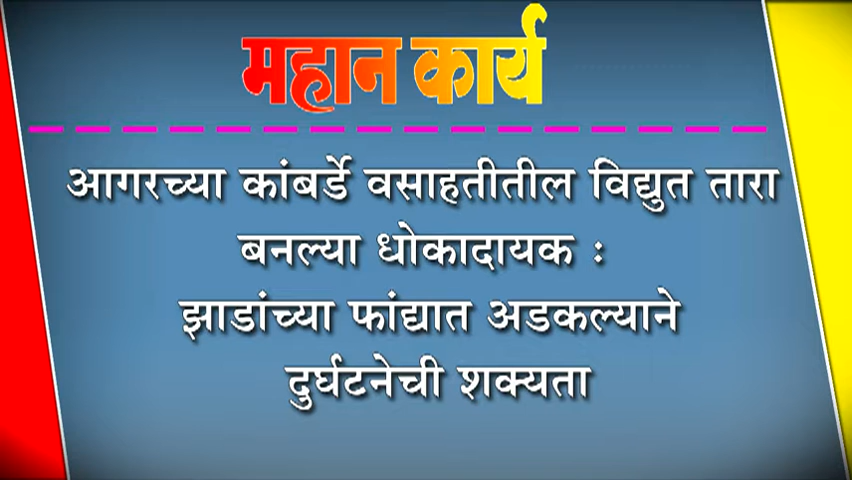 महान कार्य
आगरच्या कांबर्डे वसाहतीतील विद्युत तारा
बनल्या धोकादायक :
झाडांच्या फांद्यात अडकल्याने
दुर्घटनेची शक्यता